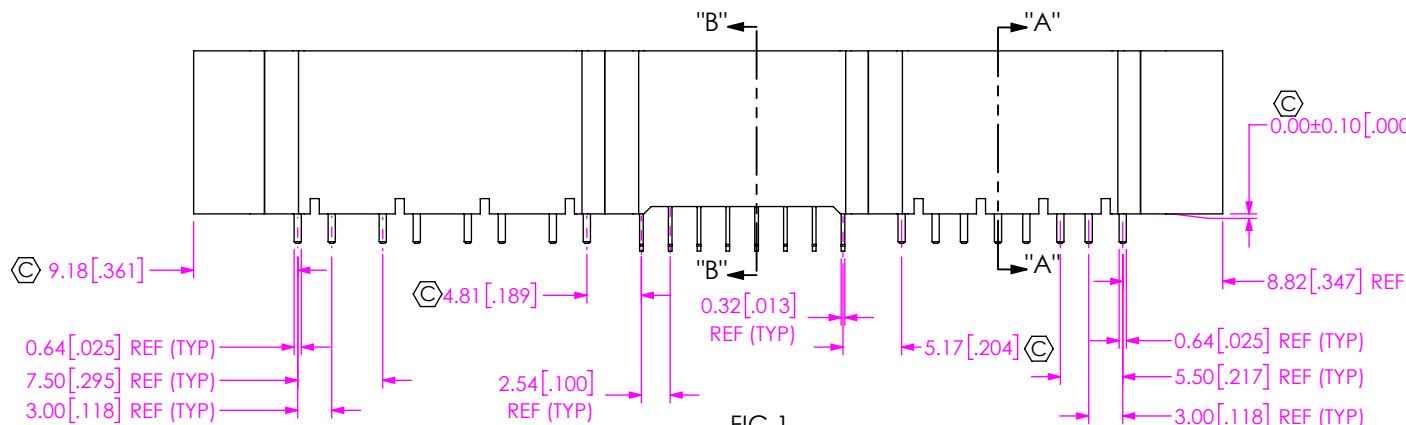 "B" "A"
C
0.00±0.10[.000
C 9.18[.361]
C 4.81[.189]
"B" "A"
0.32[.013]
REF (TYP)
8.82[.347] REF
0.64[.025] REF (TYP)
5.17[.204] C
0.64[.025] REF (TYP)
7.50[.295] REF (TYP)
2.54[.100]
REF (TYP)
5.50[.217] REF (TYP)
3.00[.118] REF (TYP)
3.00[.118] REF (TYP)
FIG 1